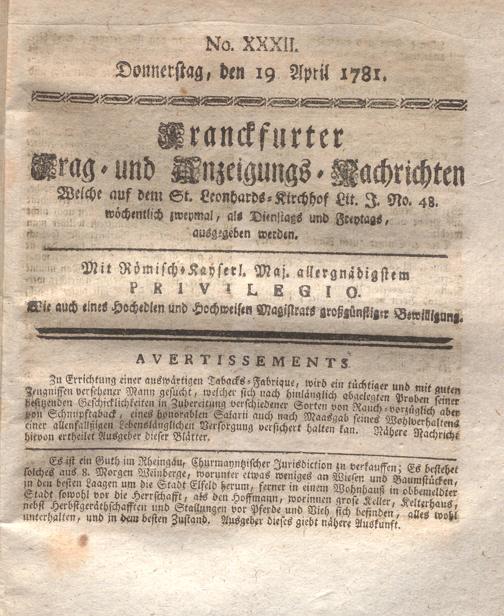 No. XXXII.
Donnerstag, den 19 April 1781.
Franckfurter
Frag- und Anzeigungs-Nachrichten
Welche auf dem St. Leonhards-Kirchhof Lit. J. No. 48.
wöchentlich zweymal, als Dienstags und Freytags,
ausgegeben werden.
Mit Römisch-Kayserl. Maj. allergnädigstem
PRIVILEGIO.
Wie auch eines Hochedlen und Hochweisen Magistrats großgünstiger Bewilligung.
AVERTISSEMENTS
Zu Errichtung einer auswärtigen Tabacks-Fabrique, wird ein tüchtiger und mit guten
Zeugnissen versehener Mann gesucht, welcher sich nach hinlänglich abgelegten Proben seiner
besitzenden Geschicklichkeiten in Zubereitung verschiedener Sorten von Rauch- vorzüglich aber
von Schnupftaback, eines honorablen Salarii auch nach Maasgab seines Wohlverhaltens
einer allenfallsigen Lebenslänglichen Versorgung versichert halten kan. Nähere Nachricht
hievon ertheilet Ausgeber dieser Blätter.
Es ist ein Guth im Rheingäu, Churmayntzischer Jurisdiction zu verkauffen; Es bestehet
solches aus 8. Morgen Weinberge, worunter etwas weniges an Wiesen und Baumstücken,
in den besten Laagen um die Stadt Elfeld herum, ferner in einem Wohnhauß in obbemeldter
Stadt sowohl vor die Herrschafft, als den Hoffmann, worinnen grose Keller, Kelterhaus,
nebst Herbstgeräthschafften und Stallungen vor Pferde und Vieh sich befinden, alles wohl
unterhalten, und in dem besten Zustand. Ausgeber dieses giebt nähere Auskunft.